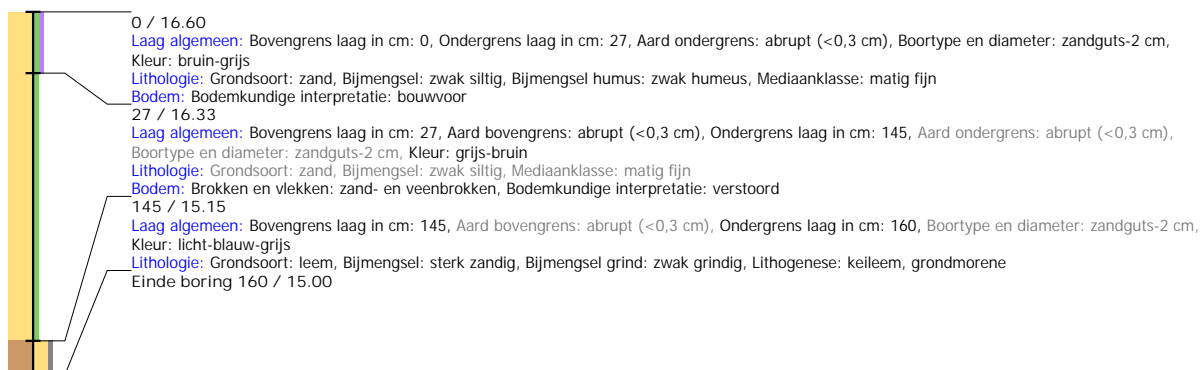 0 / 16.60
Laag algemeen: Bovengrens laag in cm: 0, Ondergrens laag in cm: 27, Aard ondergrens: abrupt (<0,3 cm), Boortype en diameter: zandguts-2 cm,
Kleur: bruin-grijs
Lithologie: Grondsoort: zand, Bijmengsel: zwak siltig, Bijmengsel humus: zwak humeus, Mediaanklasse: matig fijn
Bodem: Bodemkundige interpretatie: bouwvoor
27 / 16.33
Laag algemeen: Bovengrens laag in cm: 27, Aard bovengrens: abrupt (<0,3 cm), Ondergrens laag in cm: 145, Aard ondergrens: abrupt (<0,3 cm),
Boortype en diameter: zandguts-2 cm, Kleur: grijs-bruin
Lithologie: Grondsoort: zand, Bijmengsel: zwak siltig, Mediaanklasse: matig fijn
Bodem: Brokken en vlekken: zand- en veenbrokken, Bodemkundige interpretatie: verstoord
145 / 15.15
Laag algemeen: Bovengrens laag in cm: 145, Aard bovengrens: abrupt (<0,3 cm), Ondergrens laag in cm: 160, Boortype en diameter: zandguts-2 cm,
Kleur: licht-blauw-grijs
Lithologie: Grondsoort: leem, Bijmengsel: sterk zandig, Bijmengsel grind: zwak grindig, Lithogenese: keileem, grondmorene
Einde boring 160 / 15.00